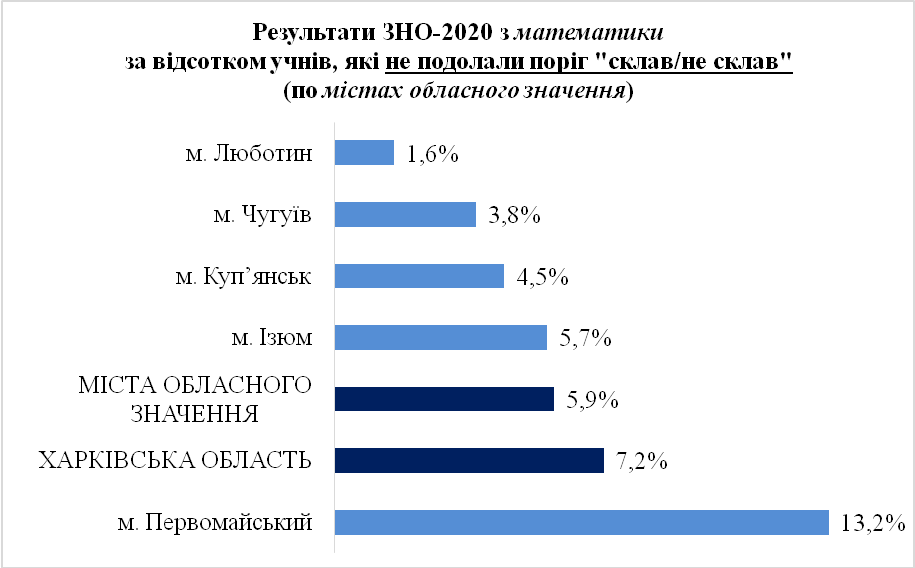 Результати ЗНО-2020 з математики
за відсотком учнів, які не подолали поріг "склав/не склав"
(по містах обласного значення)
м. Люботин 1,6%
м. Чугуїв 3,8%
м. Куп’янськ 4,5%
м. Ізюм 5,7%
МІСТА ОБЛАСНОГО
ЗНАЧЕННЯ 5,9%
ХАРКІВСЬКА ОБЛАСТЬ 7,2%
м. Первомайський 13,2%